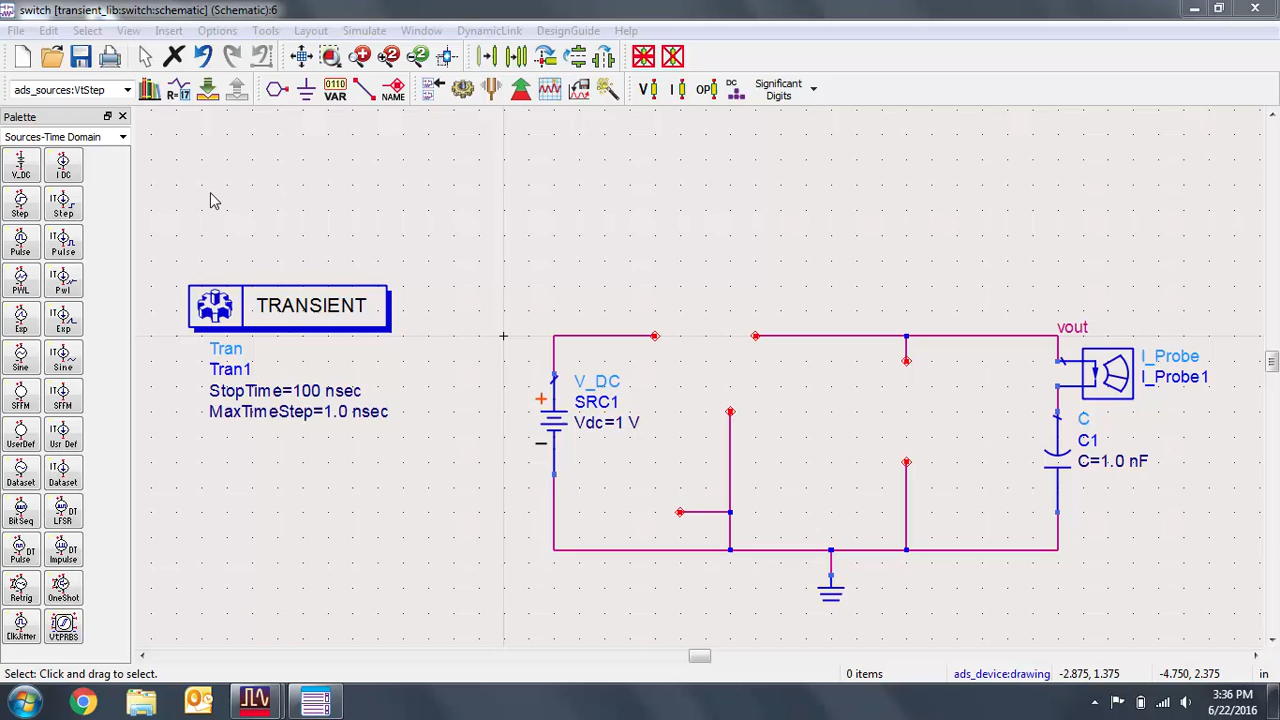 switch [transient_lib:switch:schematic] (Schematic):6
File Edit Select View Insert Options Tools Layout Simulate Window DynamicLink DesignGuide Help
ads_sources:VtStep
R=17
0110
VAR
NAME
V I OP DC Significant
Digits
Palette
Sources-Time Domain
V_DC I DC
Step Step
Pulse Pulse
PWL Pwl
Exp Exp
Sine Sine
SFFM SFFM
UserDef Usr Def
Dataset Dataset
BitSeq LFSR
Pulse Impulse
Retrig OneShot
ClkJitter VtPRBS
TRANSIENT
Tran
Tran1
StopTime=100 nsec
MaxTimeStep=1.0 nsec
+
V_DC
SRC1
Vdc=1 V
vout
I_Probe
I_Probe1
C
C1
C=1.0 nF
Select: Click and drag to select.
0 items ads_device:drawing -2.875, 1.375 -4.750, 2.375 in
3:36 PM
6/22/2016